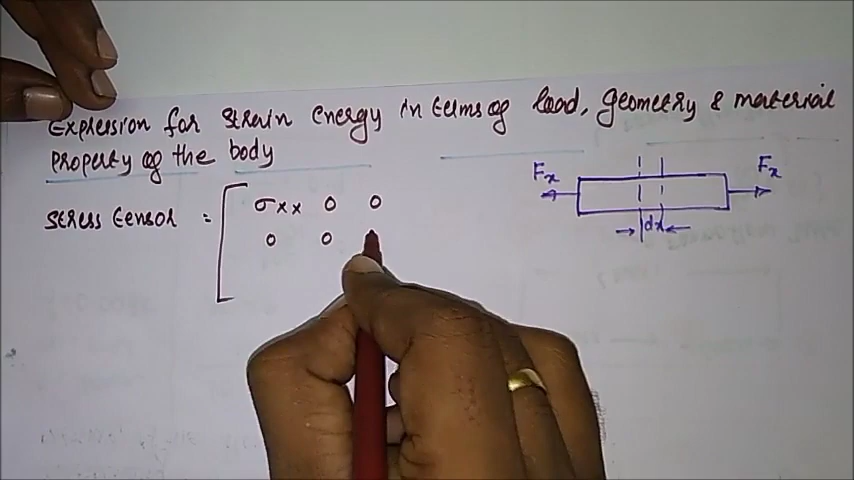 Expression for strain energy in terms of load, geometry & material
property of the body
Fx Fx
stress tensor = [ σxx 0 0
0 0
dx